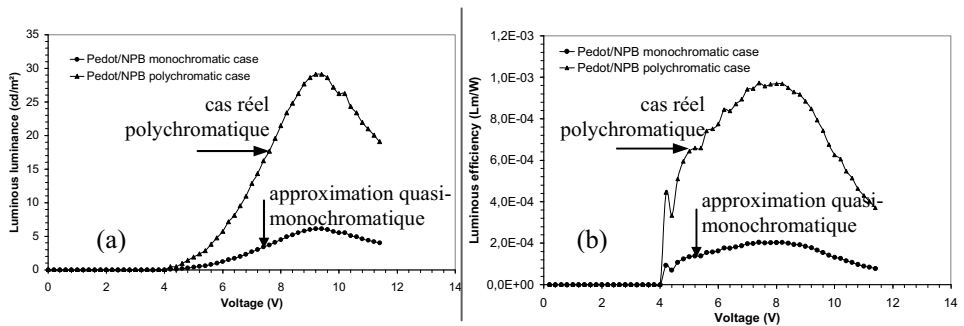 35
30
25
20
15
10
5
0
Luminous luminance (cd/m²)
Pedot/NPB monochromatic case
Pedot/NPB polychromatic case
cas réel
polychromatique
approximation quasi-
monochromatique
(a)
0 2 4 6 8 10 12 14
Voltage (V)
1,2E-03
1,0E-03
8,0E-04
6,0E-04
4,0E-04
2,0E-04
0,0E+00
Luminous efficiency (Lm/W)
Pedot/NPB monochromatic case
Pedot/NPB polychromatic case
cas réel
polychromatique
approximation quasi-
monochromatique
(b)
0 2 4 6 8 10 12 14
Voltage (V)